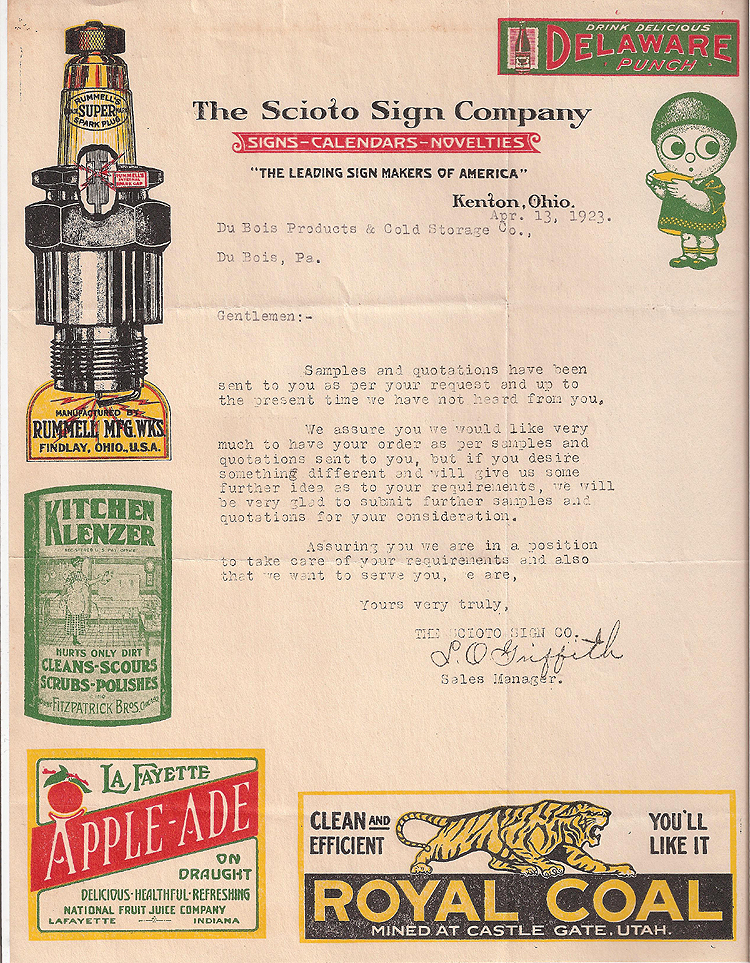 DRINK DELICIOUS
DELAWARE
PUNCH
RUMMELL'S
SUPER
SPARK PLUG
RUMMELL'S
INTERNAL
SPARK GAP
The Scioto Sign Company
SIGNS-CALENDARS-NOVELTIES
"THE LEADING SIGN MAKERS OF AMERICA"
Kenton, Ohio.
Apr. 13, 1923.
Du Bois Products & Cold Storage Co.,
Du Bois, Pa.
Gentlemen:-
Samples and quotations have been
sent to you as per your request and up to
the present time we have not heard from you.
We assure you we would like very
much to have your order as per samples and
quotations sent to you, but if you desire
something different and will give us some
further idea as to your requirements, we will
be very glad to submit further samples and
quotations for your consideration.
Assuring you we are in a position
to take care of your requirements and also
that we want to serve you, e are,
Yours very truly,
THE SCIOTO SIGN CO.
S.O Griffith
Sales Manager.
MANUFACTURED BY
RUMMELL MFG. WKS
FINDLAY, OHIO., U.S.A.
KITCHEN
KLENZER
REGISTERED U.S. PAT. OFFICE
HURTS ONLY DIRT
CLEANS-SCOURS
SCRUBS-POLISHES
FITZPATRICK BROS.
LA FAYETTE
APPLE-ADE
ON
DRAUGHT
DELICIOUS-HEALTHFUL-REFRESHING
NATIONAL FRUIT JUICE COMPANY
LAFAYETTE INDIANA
CLEAN AND
EFFICIENT
YOU'LL
LIKE IT
ROYAL COAL
MINED AT CASTLE GATE, UTAH.